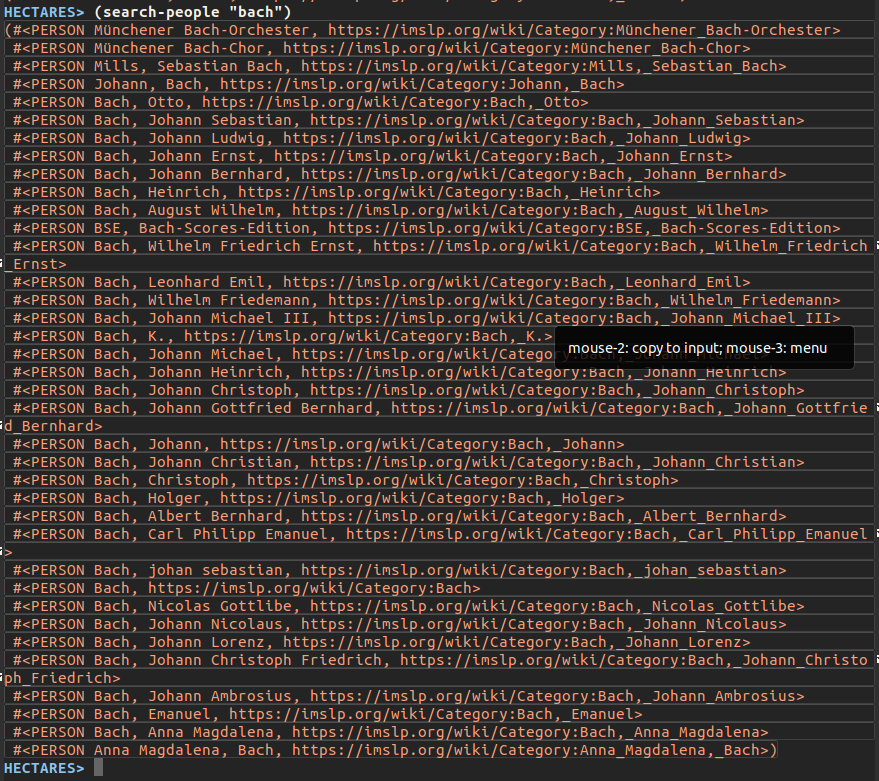 HECTARES> (search-people "bach")
(#<PERSON Münchener Bach-Orchester, https://imslp.org/wiki/Category:Münchener_Bach-Orchester>
#<PERSON Münchener Bach-Chor, https://imslp.org/wiki/Category:Münchener_Bach-Chor>
#<PERSON Mills, Sebastian Bach, https://imslp.org/wiki/Category:Mills,_Sebastian_Bach>
#<PERSON Johann, Bach, https://imslp.org/wiki/Category:Johann,_Bach>
#<PERSON Bach, Otto, https://imslp.org/wiki/Category:Bach,_Otto>
#<PERSON Bach, Johann Sebastian, https://imslp.org/wiki/Category:Bach,_Johann_Sebastian>
#<PERSON Bach, Johann Ludwig, https://imslp.org/wiki/Category:Bach,_Johann_Ludwig>
#<PERSON Bach, Johann Ernst, https://imslp.org/wiki/Category:Bach,_Johann_Ernst>
#<PERSON Bach, Johann Bernhard, https://imslp.org/wiki/Category:Bach,_Johann_Bernhard>
#<PERSON Bach, Heinrich, https://imslp.org/wiki/Category:Bach,_Heinrich>
#<PERSON Bach, August Wilhelm, https://imslp.org/wiki/Category:Bach,_August_Wilhelm>
#<PERSON BSE, Bach-Scores-Edition, https://imslp.org/wiki/Category:BSE,_Bach-Scores-Edition>
#<PERSON Bach, Wilhelm Friedrich Ernst, https://imslp.org/wiki/Category:Bach,_Wilhelm_Friedrich
_Ernst>
#<PERSON Bach, Leonhard Emil, https://imslp.org/wiki/Category:Bach,_Leonhard_Emil>
#<PERSON Bach, Wilhelm Friedemann, https://imslp.org/wiki/Category:Bach,_Wilhelm_Friedemann>
#<PERSON Bach, Johann Michael III, https://imslp.org/wiki/Category:Bach,_Johann_Michael_III>
#<PERSON Bach, K., https://imslp.org/wiki/Category:Bach,_K.>
mouse-2: copy to input; mouse-3: menu
#<PERSON Bach, Johann Michael, https://imslp.org/wiki/Category:Bach,_Johann_Michael>
#<PERSON Bach, Johann Heinrich, https://imslp.org/wiki/Category:Bach,_Johann_Heinrich>
#<PERSON Bach, Johann Christoph, https://imslp.org/wiki/Category:Bach,_Johann_Christoph>
#<PERSON Bach, Johann Gottfried Bernhard, https://imslp.org/wiki/Category:Bach,_Johann_Gottfrie
d_Bernhard>
#<PERSON Bach, Johann, https://imslp.org/wiki/Category:Bach,_Johann>
#<PERSON Bach, Johann Christian, https://imslp.org/wiki/Category:Bach,_Johann_Christian>
#<PERSON Bach, Christoph, https://imslp.org/wiki/Category:Bach,_Christoph>
#<PERSON Bach, Holger, https://imslp.org/wiki/Category:Bach,_Holger>
#<PERSON Bach, Albert Bernhard, https://imslp.org/wiki/Category:Bach,_Albert_Bernhard>
#<PERSON Bach, Carl Philipp Emanuel, https://imslp.org/wiki/Category:Bach,_Carl_Philipp_Emanuel
>
#<PERSON Bach, johan sebastian, https://imslp.org/wiki/Category:Bach,_johan_sebastian>
#<PERSON Bach, https://imslp.org/wiki/Category:Bach>
#<PERSON Bach, Nicolas Gottlibe, https://imslp.org/wiki/Category:Bach,_Nicolas_Gottlibe>
#<PERSON Bach, Johann Nicolaus, https://imslp.org/wiki/Category:Bach,_Johann_Nicolaus>
#<PERSON Bach, Johann Lorenz, https://imslp.org/wiki/Category:Bach,_Johann_Lorenz>
#<PERSON Bach, Johann Christoph Friedrich, https://imslp.org/wiki/Category:Bach,_Johann_Christo
ph_Friedrich>
#<PERSON Bach, Johann Ambrosius, https://imslp.org/wiki/Category:Bach,_Johann_Ambrosius>
#<PERSON Bach, Emanuel, https://imslp.org/wiki/Category:Bach,_Emanuel>
#<PERSON Bach, Anna Magdalena, https://imslp.org/wiki/Category:Bach,_Anna_Magdalena>
#<PERSON Anna Magdalena, Bach, https://imslp.org/wiki/Category:Anna_Magdalena,_Bach>)
HECTARES>